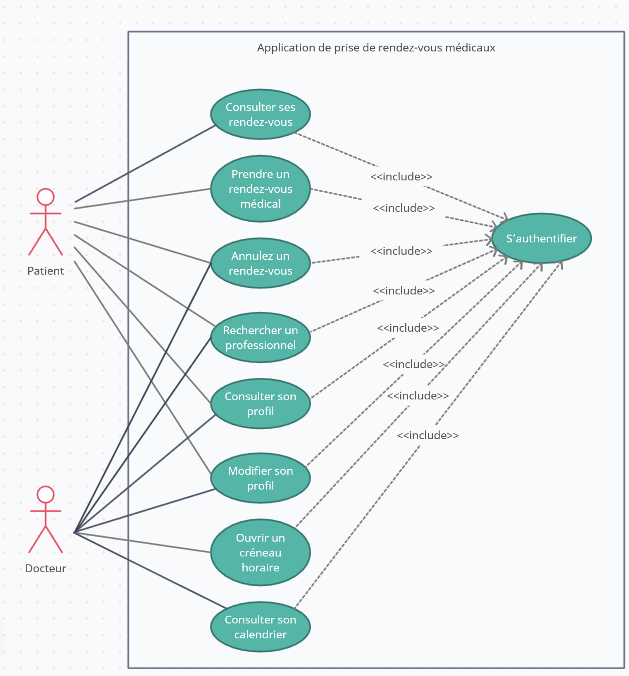 Application de prise de rendez-vous médicaux
Consulter ses
rendez-vous
Prendre un
rendez-vous
médical
Annulez un
rendez-vous
Rechercher un
professionnel
Consulter son
profil
Modifier son
profil
Ouvrir un
créneau
horaire
Consulter son
calendrier
Patient
Docteur
<<include>>
<<include>>
<<include>>
<<include>>
<<include>>
<<include>>
<<include>>
<<include>>
S’authentifier